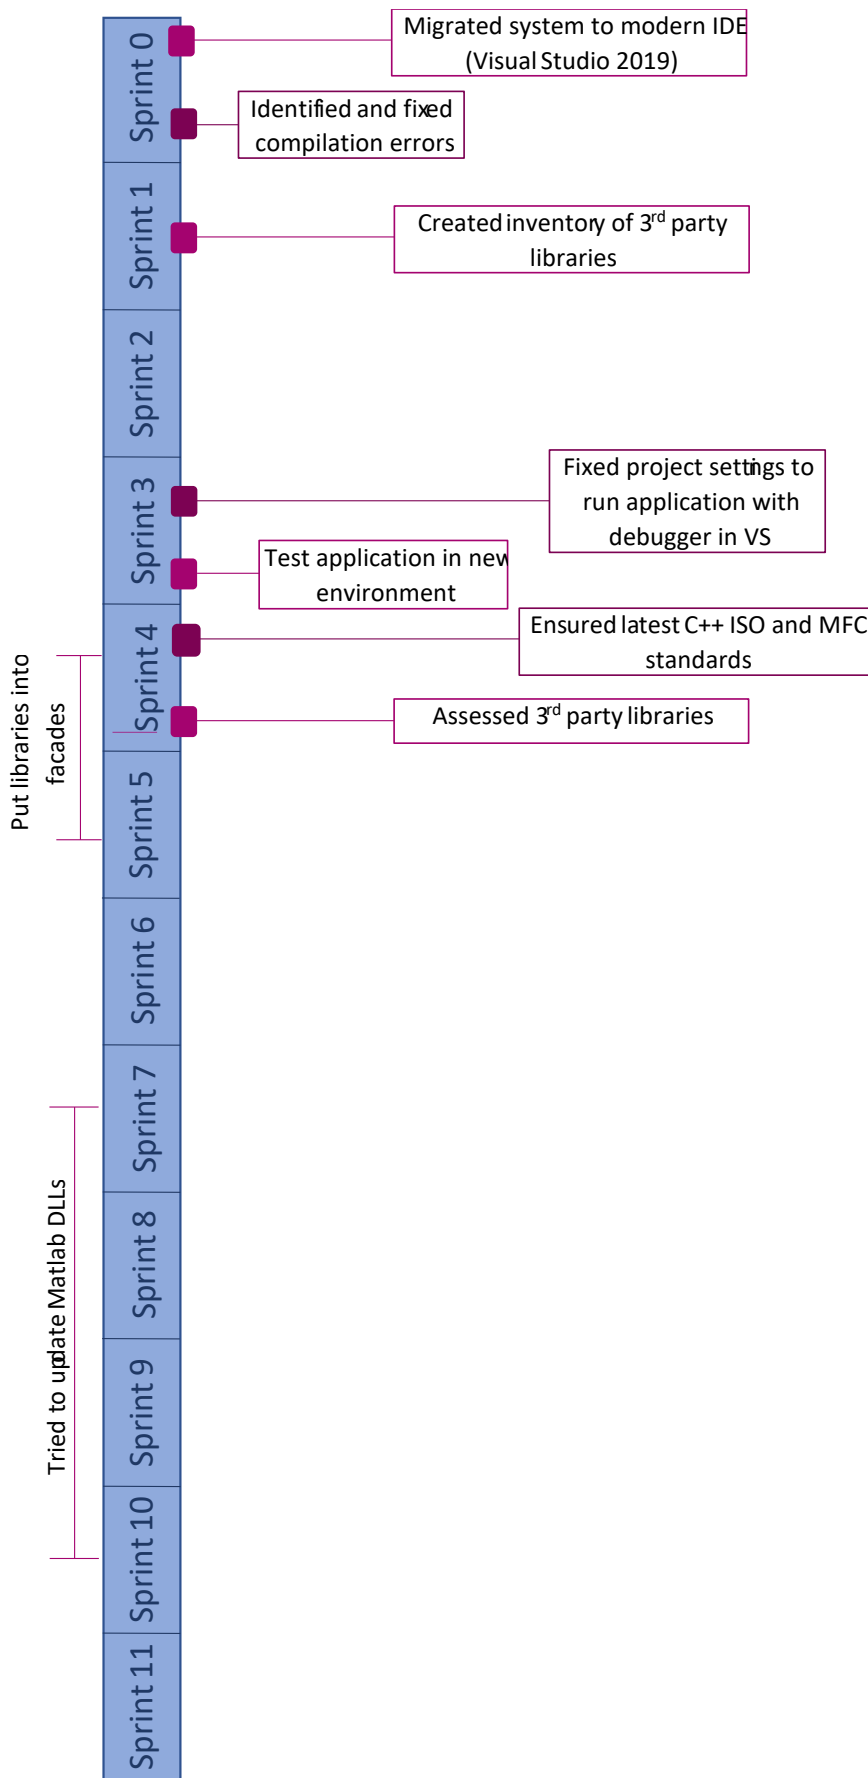 Migrated system to modern IDE
(Visual Studio 2019)
Sprint 0
Identified and fixed
compilation errors
Sprint 1
Created inventory of 3rd party
libraries
Sprint 2
Sprint 3
Fixed project settings to
run application with
debugger in VS
Test application in new
environment
Sprint 4
Ensured latest C++ ISO and MFC
standards
Assessed 3rd party libraries
Put libraries into
facades
Sprint 5
Sprint 6
Sprint 7
Tried to update Matlab DLLs
Sprint 8
Sprint 9
Sprint 10
Sprint 11